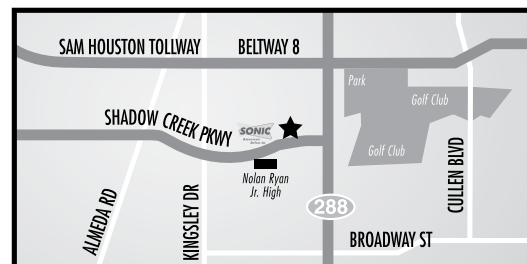 SAM HOUSTON TOLLWAY
BELTWAY 8
Park
Golf Club
SHADOW CREEK PKWY
SONIC
Golf Club
Nolan Ryan
Jr. High
CULLEN BLVD
ALMEDA RD
KINGSLEY DR
288
BROADWAY ST